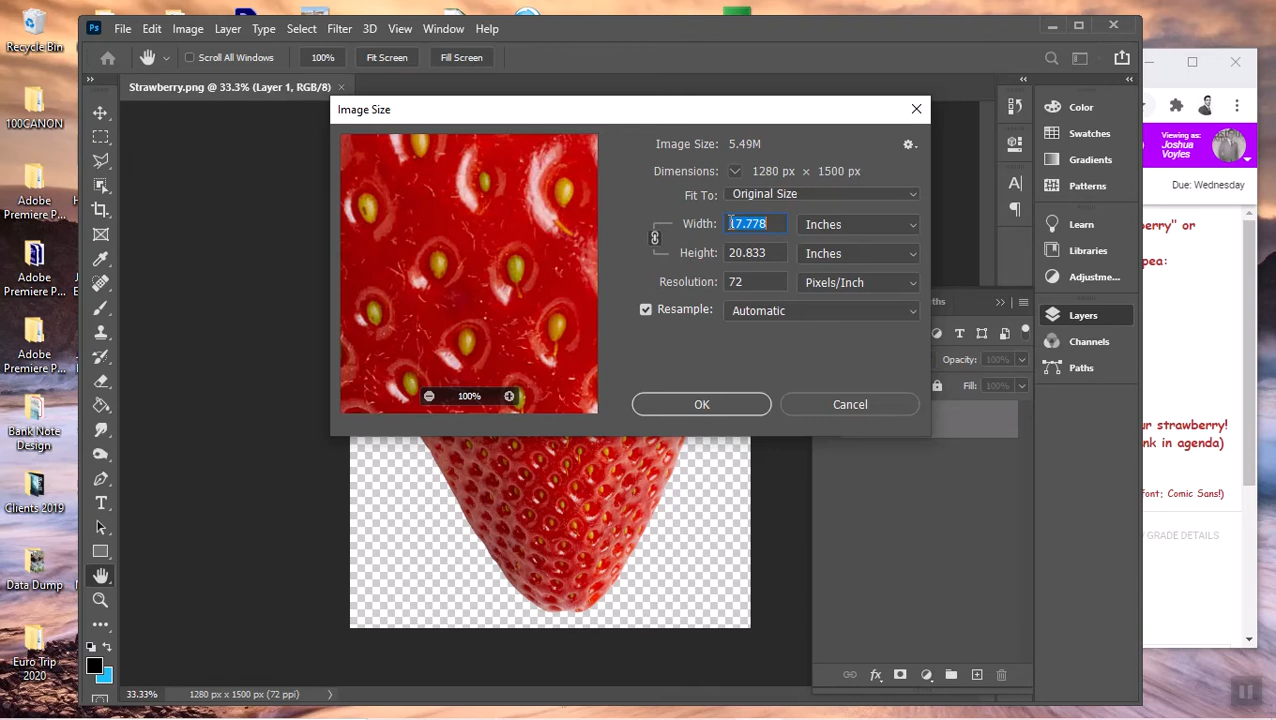 Recycle Bin
100CANON
Adobe
Premiere P...
Adobe
Premiere P...
Adobe
Premiere P...
Bank Note
Design
Clients 2019
Data Dump
Euro Trip
2020
Ps
File Edit Image Layer Type Select Filter 3D View Window Help
Scroll All Windows 100% Fit Screen Fill Screen
Strawberry.png @ 33.3% (Layer 1, RGB/8) ×
Image Size
Image Size: 5.49M
Dimensions: 1280 px × 1500 px
Fit To: Original Size
Width: 17.778 Inches
Height: 20.833 Inches
Resolution: 72 Pixels/Inch
Resample: Automatic
100%
OK Cancel
ths
Opacity: 100%
Fill: 100%
fx
Color
Swatches
Gradients
Patterns
Learn
Libraries
Adjustme...
Layers
Channels
Paths
33.33% 1280 px x 1500 px (72 ppi)
Viewing as:
Joshua
Voyles
Due: Wednesday
erry" or
pea:
ur strawberry!
nk in agenda)
font; Comic Sans!)
GRADE DETAILS